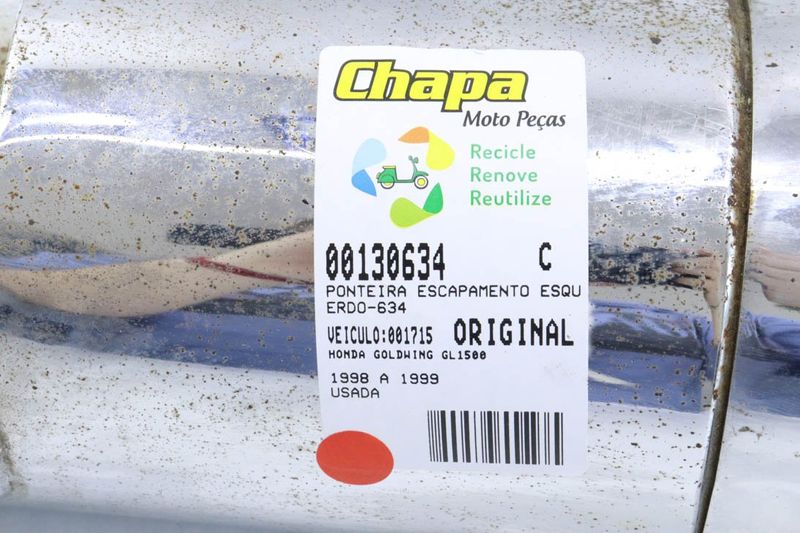 Chapa
Moto Peças
Recicle
Renove
Reutilize
00130634 C
PONTEIRA ESCAPAMENTO ESQU
ERDO-634
VEICULO:001715 ORIGINAL
HONDA GOLDWING GL1500
1998 A 1999
USADA